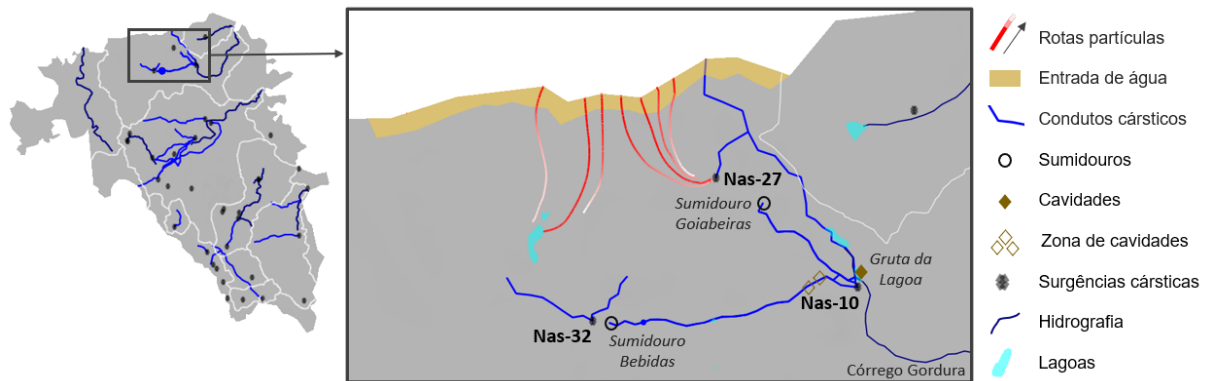 Nas-27
Sumidouro
Goiabeiras
Gruta da
Lagoa
Nas-10
Nas-32
Sumidouro
Bebidas
Córrego Gordura
Rotas partículas
Entrada de água
Condutos cársticos
Sumidouros
Cavidades
Zona de cavidades
Surgências cársticas
Hidrografia
Lagoas